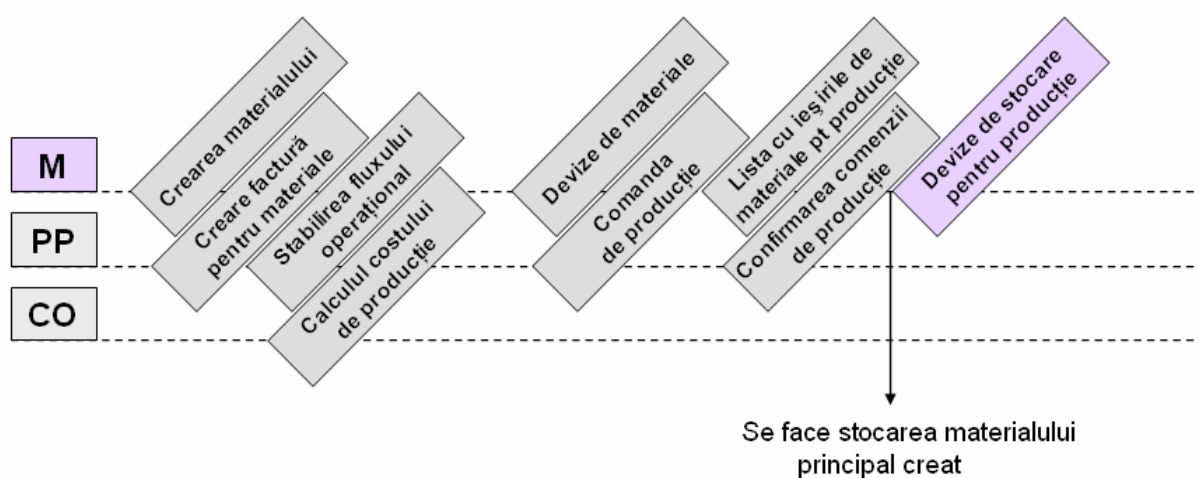 Crearea materialului
Creare factură
pentru materiale
Stabilirea fluxului
operațional
Calculul costului
de producție
Devize de materiale
Comanda
de producție
Lista cu ieșirile de
materiale pt producție
Confirmarea comenzii
de producție
Devize de stocare
pentru producție
M
PP
CO
Se face stocarea materialului
principal creat